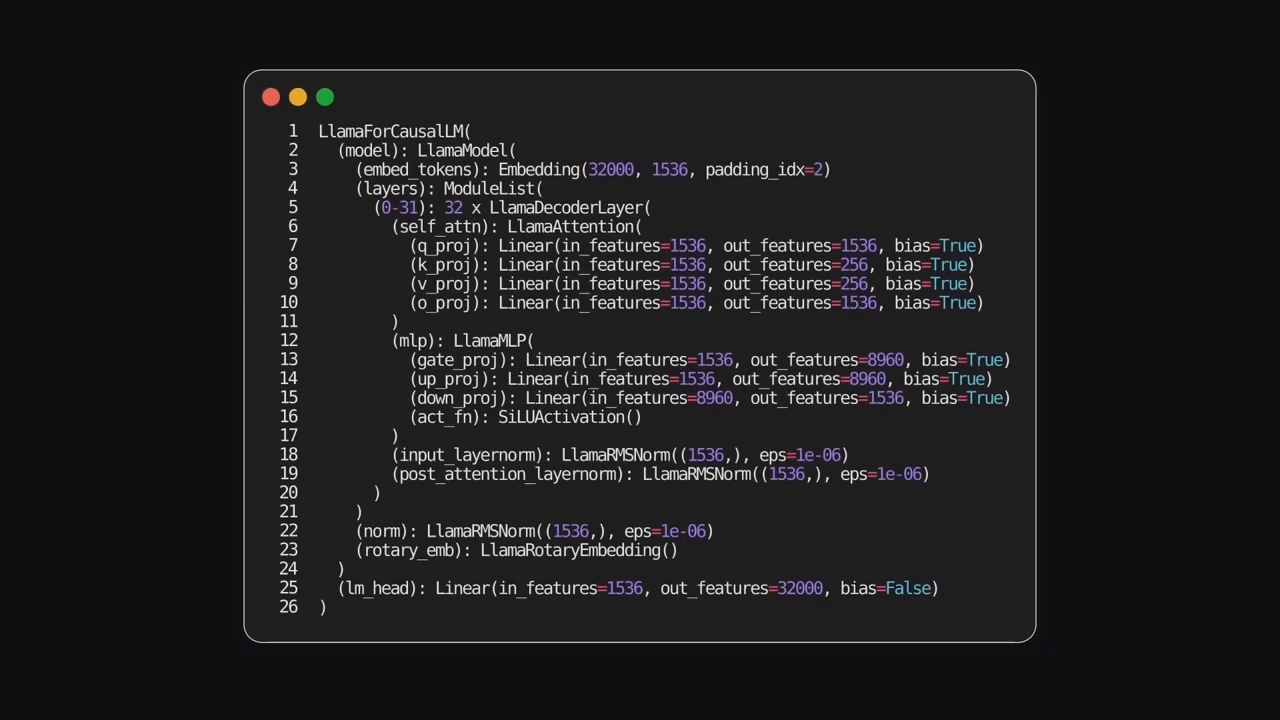 1 LlamaForCausalLM(
2 (model): LlamaModel(
3 (embed_tokens): Embedding(32000, 1536, padding_idx=2)
4 (layers): ModuleList(
5 (0-31): 32 x LlamaDecoderLayer(
6 (self_attn): LlamaAttention(
7 (q_proj): Linear(in_features=1536, out_features=1536, bias=True)
8 (k_proj): Linear(in_features=1536, out_features=256, bias=True)
9 (v_proj): Linear(in_features=1536, out_features=256, bias=True)
10 (o_proj): Linear(in_features=1536, out_features=1536, bias=True)
11 )
12 (mlp): LlamaMLP(
13 (gate_proj): Linear(in_features=1536, out_features=8960, bias=True)
14 (up_proj): Linear(in_features=1536, out_features=8960, bias=True)
15 (down_proj): Linear(in_features=8960, out_features=1536, bias=True)
16 (act_fn): SiLUActivation()
17 )
18 (input_layernorm): LlamaRMSNorm((1536,), eps=1e-06)
19 (post_attention_layernorm): LlamaRMSNorm((1536,), eps=1e-06)
20 )
21 )
22 (norm): LlamaRMSNorm((1536,), eps=1e-06)
23 (rotary_emb): LlamaRotaryEmbedding()
24 )
25 (lm_head): Linear(in_features=1536, out_features=32000, bias=False)
26 )